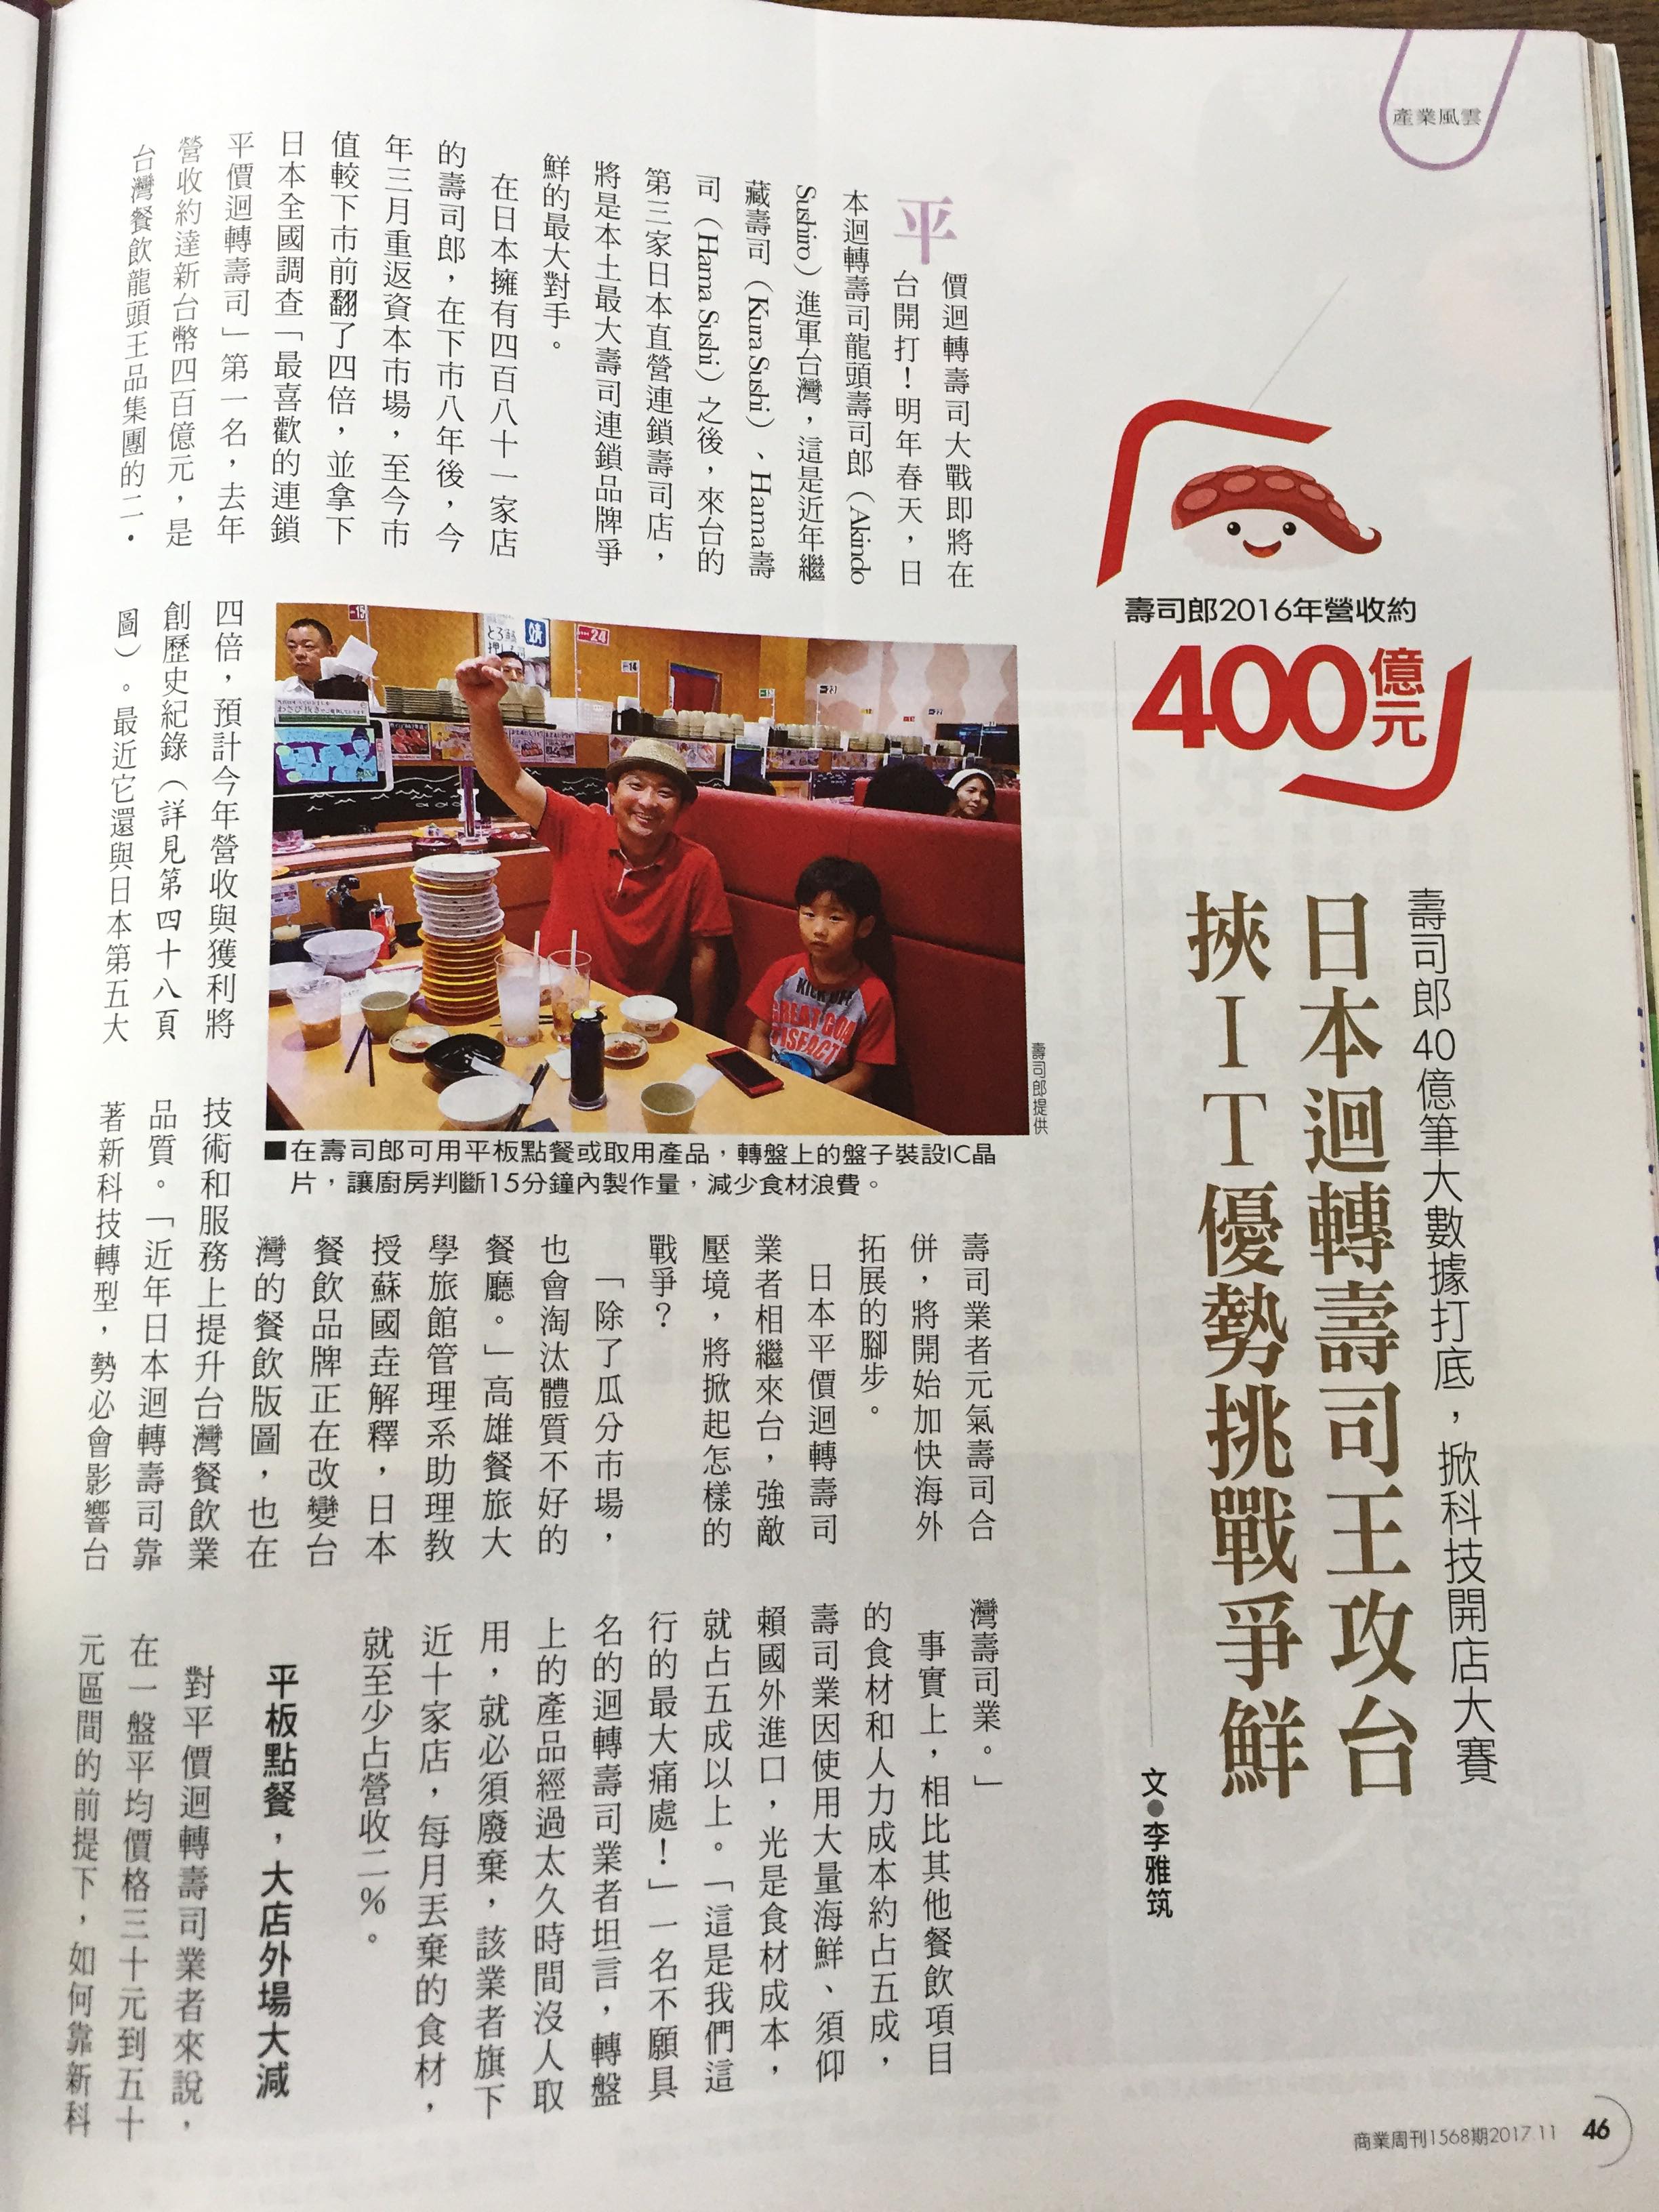 產業風雲
壽司郎2016年營收約
400億元
壽司郎40億筆大數據打底，掀科技開店大賽
日本迴轉壽司王攻台
挾IT優勢挑戰爭鮮
文●李雅筑
平價迴轉壽司大戰即將在
台開打！明年春天，日
本迴轉壽司龍頭壽司郎（Akindo
Sushiro）進軍台灣，這是近年繼
藏壽司（Kura Sushi）、Hama壽
司（Hama Sushi）之後，來台的
第三家日本直營連鎖壽司店，
將是本土最大壽司連鎖品牌爭
鮮的最大對手。
在日本擁有四百八十一家店
的壽司郎，在下市八年後，今
年三月重返資本市場，至今市
值較下市前翻了四倍，並拿下
日本全國調查「最喜歡的連鎖
平價迴轉壽司」第一名，去年
營收約達新台幣四百億元，是
台灣餐飲龍頭王品集團的二・
四倍，預計今年營收與獲利將
創歷史紀錄（詳見第四十八頁
圖）。最近它還與日本第五大
壽司業者元氣壽司合
併，將開始加快海外
拓展的腳步。
日本平價迴轉壽司
業者相繼來台，強敵
壓境，將掀起怎樣的
戰爭？
「除了瓜分市場，
也會淘汰體質不好的
餐廳。」高雄餐旅大
學旅館管理系助理教
授蘇國垚解釋，日本
餐飲品牌正在改變台
灣的餐飲版圖，也在
技術和服務上提升台灣餐飲業
品質。「近年日本迴轉壽司靠
著新科技轉型，勢必會影響台
灣壽司業。」
事實上，相比其他餐飲項目
的食材和人力成本約占五成，
壽司業因使用大量海鮮、須仰
賴國外進口，光是食材成本，
就占五成以上。「這是我們這
行的最大痛處！」一名不願具
名的迴轉壽司業者坦言，轉盤
上的產品經過太久時間沒人取
用，就必須廢棄，該業者旗下
近十家店，每月丟棄的食材，
就至少占營收二％。
平板點餐，大店外場大減
對平價迴轉壽司業者來說，
在一盤平均價格三十元到五十
元區間的前提下，如何靠新科
15
24
14
KICK OFF
GREAT GOA
壽司郎提供
■在壽司郎可用平板點餐或取用產品，轉盤上的盤子裝設IC晶
片，讓廚房判斷15分鐘內製作量，減少食材浪費。
商業周刊1568期2017.11 46